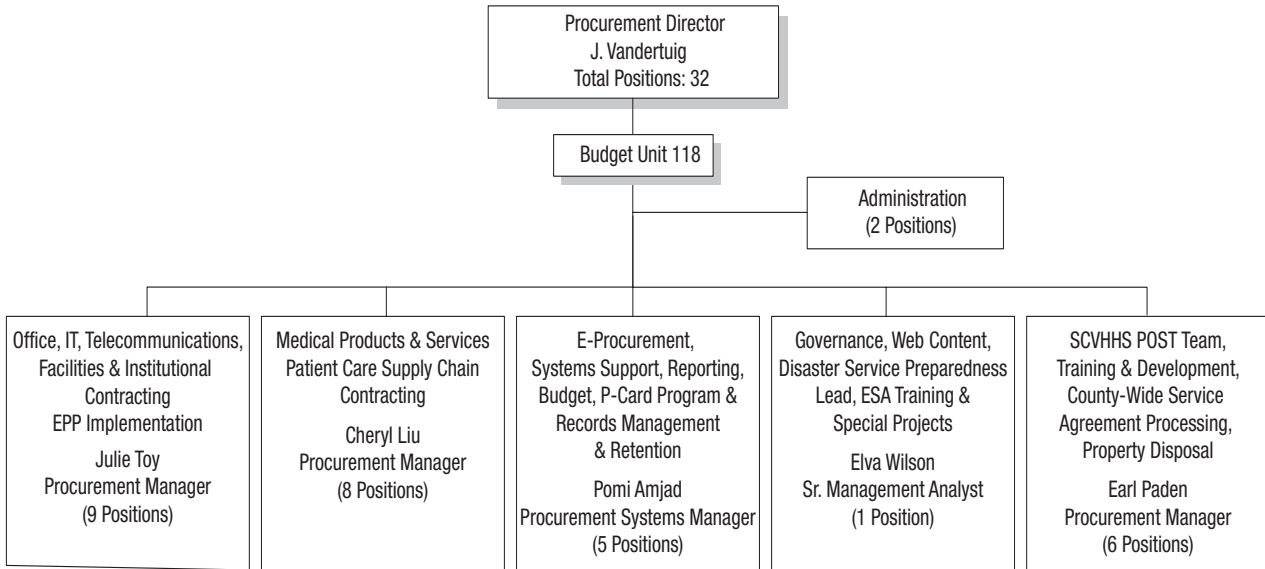 Procurement Director
J. Vandertuig
Total Positions: 32
Budget Unit 118
Administration
(2 Positions)
Office, IT, Telecommunications,
Facilities & Institutional
Contracting
EPP Implementation
Julie Toy
Procurement Manager
(9 Positions)
Medical Products & Services
Patient Care Supply Chain
Contracting
Cheryl Liu
Procurement Manager
(8 Positions)
E-Procurement,
Systems Support, Reporting,
Budget, P-Card Program &
Records Management
& Retention
Pomi Amjad
Procurement Systems Manager
(5 Positions)
Governance, Web Content,
Disaster Service Preparedness
Lead, ESA Training &
Special Projects
Elva Wilson
Sr. Management Analyst
(1 Position)
SCVHHS POST Team,
Training & Development,
County-Wide Service
Agreement Processing,
Property Disposal
Earl Paden
Procurement Manager
(6 Positions)